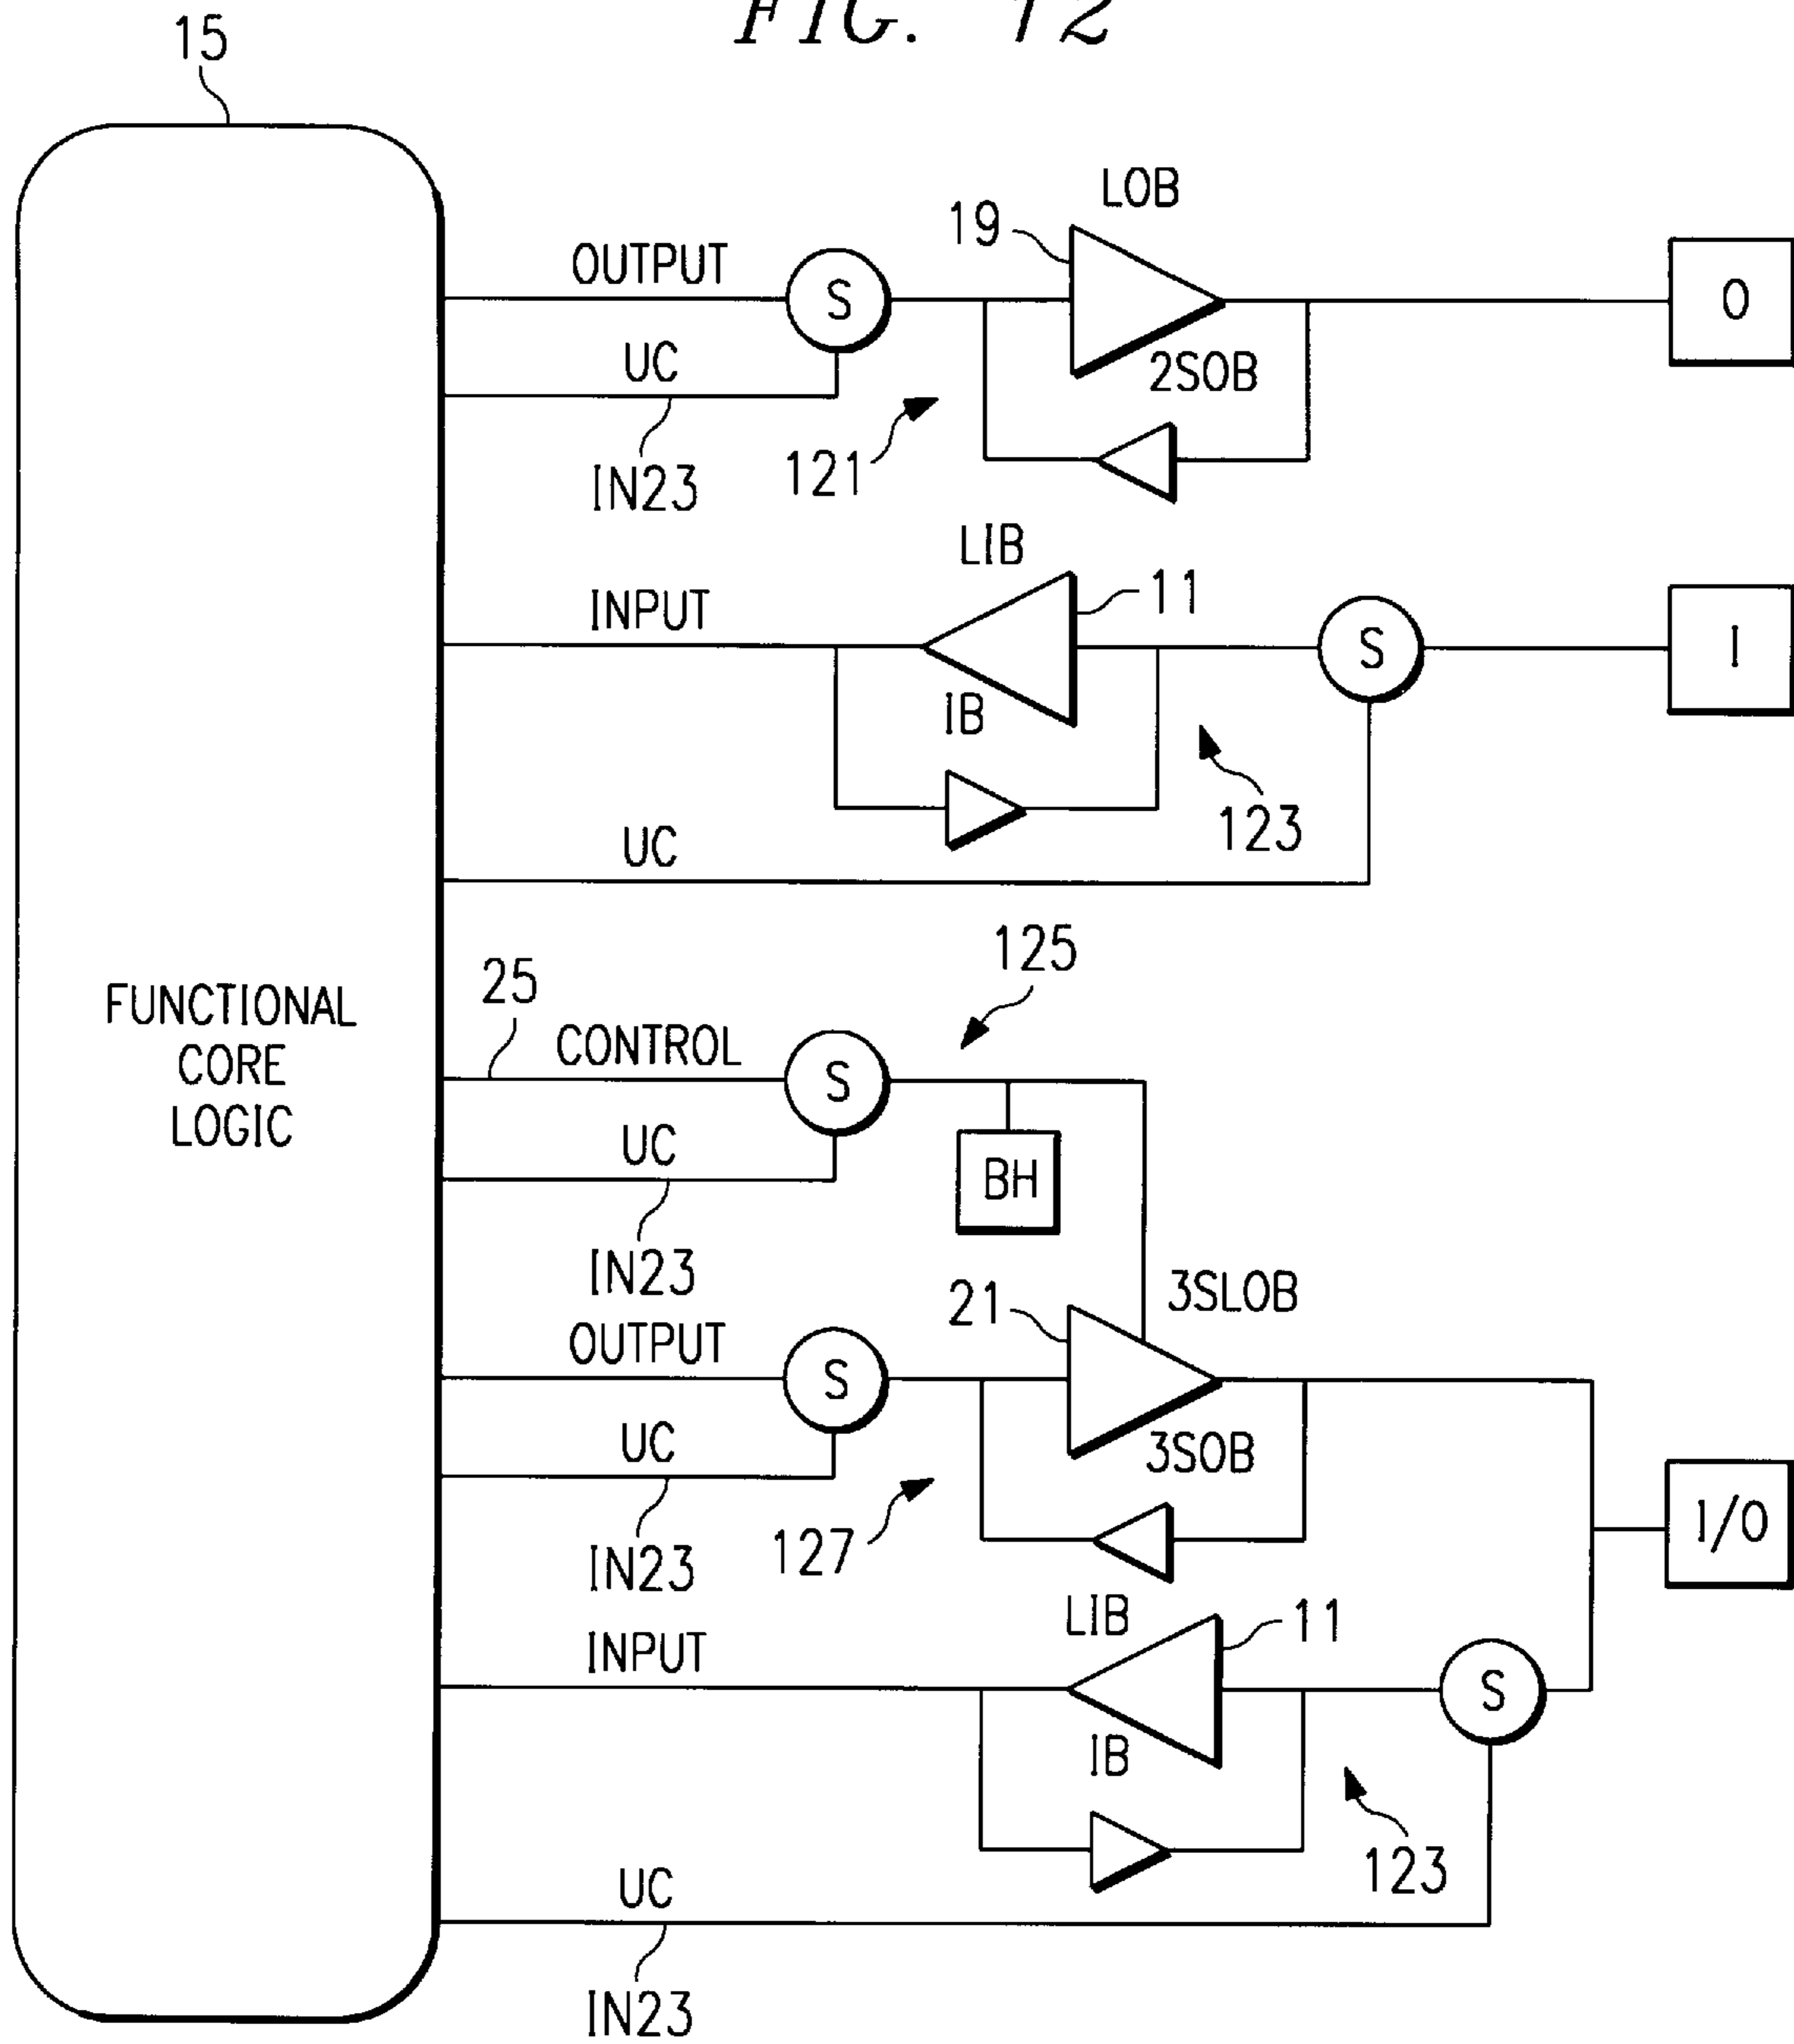 FIG. 12
15
LOB
19
OUTPUT
S
O
UC
2SOB
121
IN23
LIB
11
INPUT
S
I
IB
123
UC
125
25
FUNCTIONAL
CORE
LOGIC
CONTROL
S
UC
BH
IN23
21
3SLOB
OUTPUT
S
UC
3SOB
I/O
127
IN23
LIB
11
INPUT
S
IB
123
UC
IN23